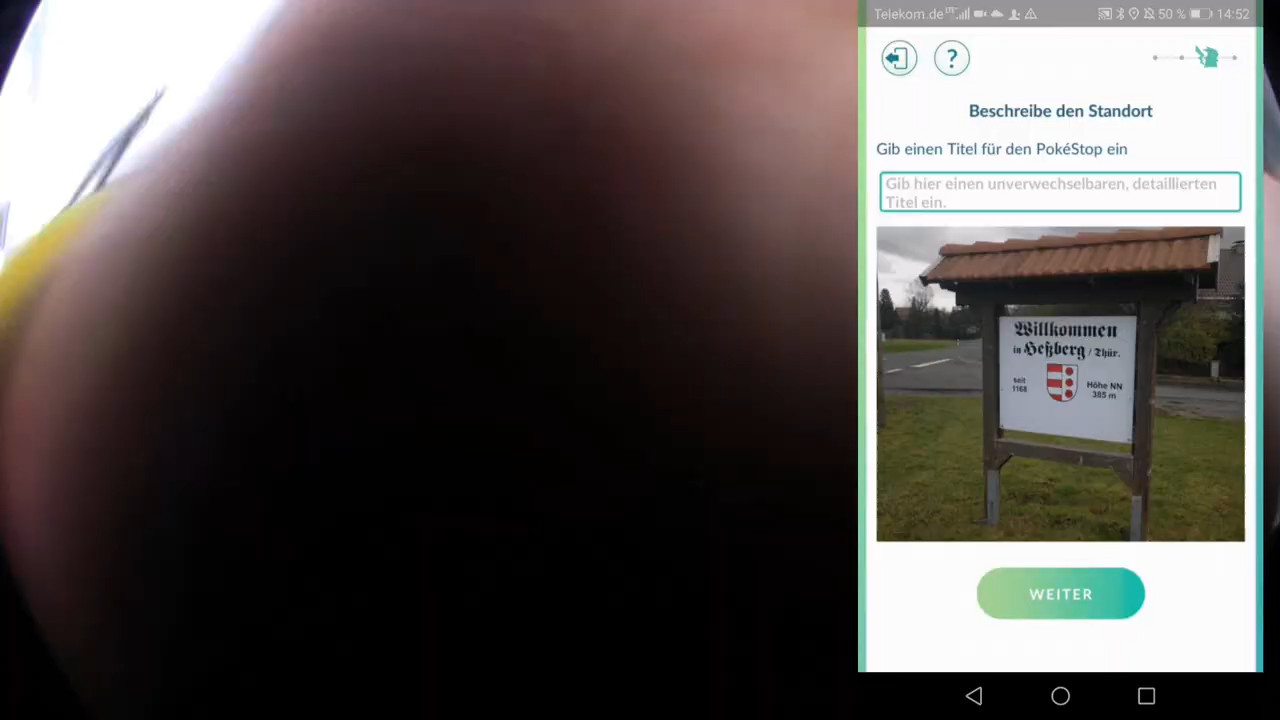 Telekom.de 50 % 14:52
?
Beschreibe den Standort
Gib einen Titel für den PokéStop ein
Gib hier einen unverwechselbaren, detaillierten
Titel ein.
Willkommen
in Heßberg / Thür.
seit
1168
Höhe NN
385 m
WEITER